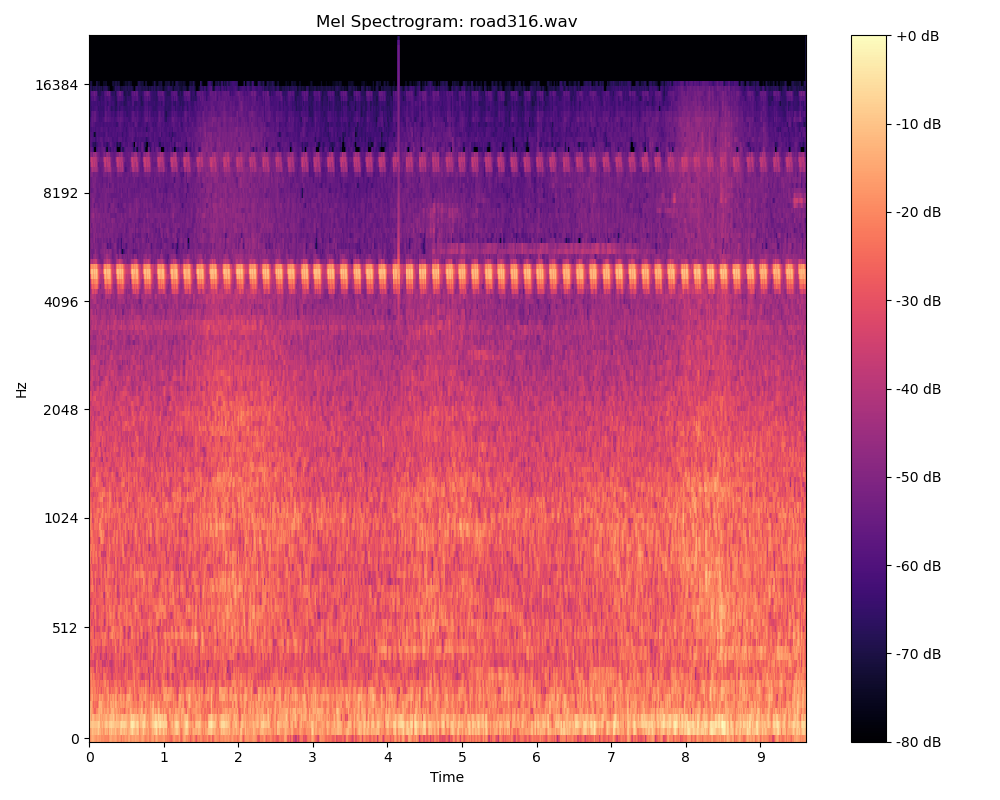 Mel Spectrogram: road316.wav
Hz
16384
8192
4096
2048
1024
512
0
0 1 2 3 4 5 6 7 8 9
Time
+0 dB
-10 dB
-20 dB
-30 dB
-40 dB
-50 dB
-60 dB
-70 dB
-80 dB